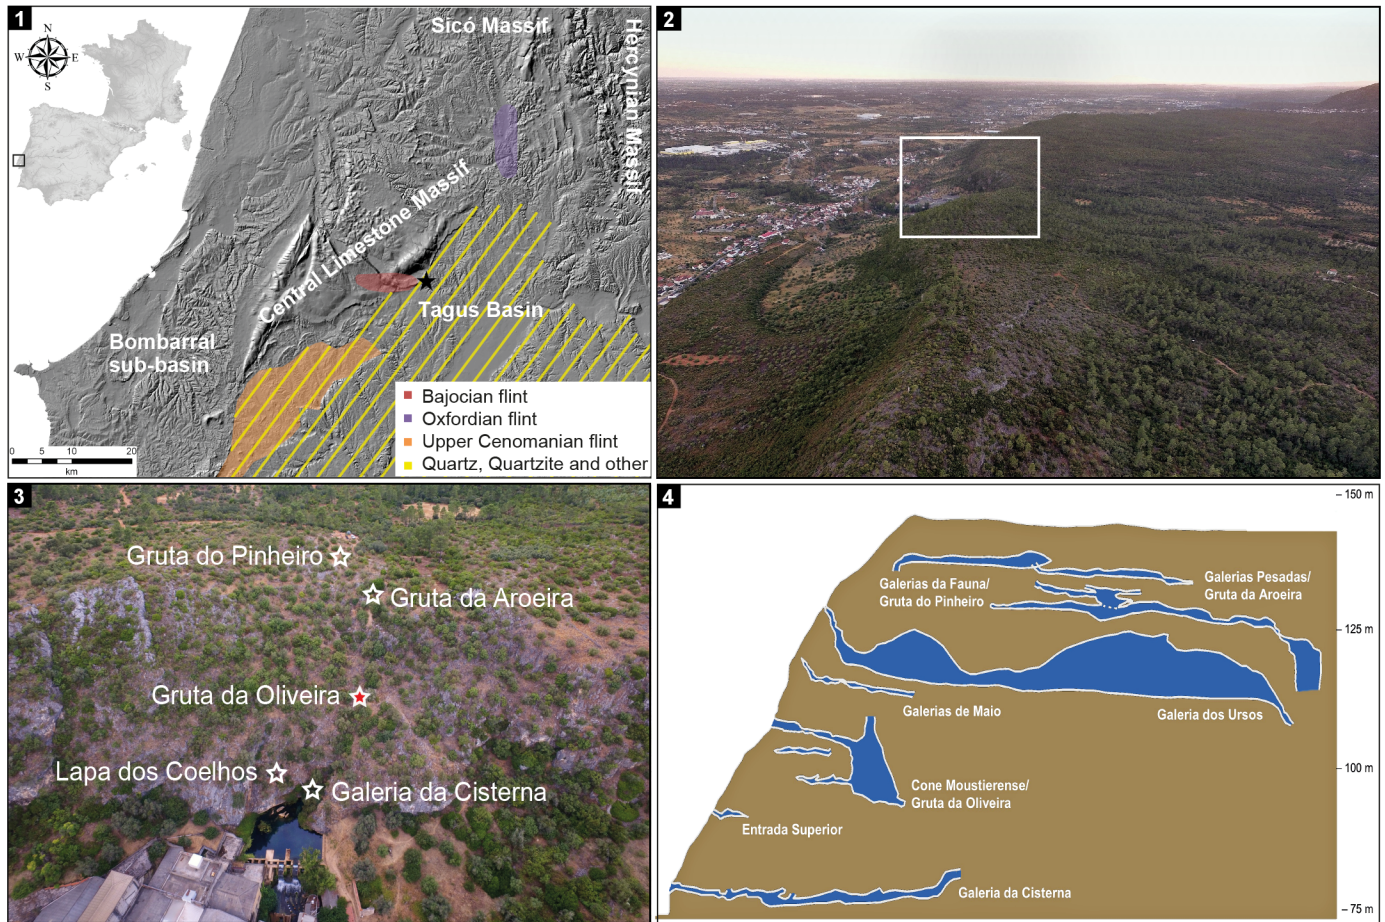 1
N
W
E
S
Sicó Massif
Hercynian Massif
Central Limestone Massif
Tagus Basin
Bombarral
sub-basin
0 5 10 20
km
Bajocian flint
Oxfordian flint
Upper Cenomanian flint
Quartz, Quartzite and other
2
3
Gruta do Pinheiro
Gruta da Aroeira
Gruta da Oliveira
Lapa dos Coelhos
Galeria da Cisterna
4
150 m
Galerias da Fauna/
Gruta do Pinheiro
Galerias Pesadas/
Gruta da Aroeira
125 m
Galerias de Maio
Galeria dos Ursos
100 m
Cone Moustierense/
Gruta da Oliveira
Entrada Superior
Galeria da Cisterna
75 m